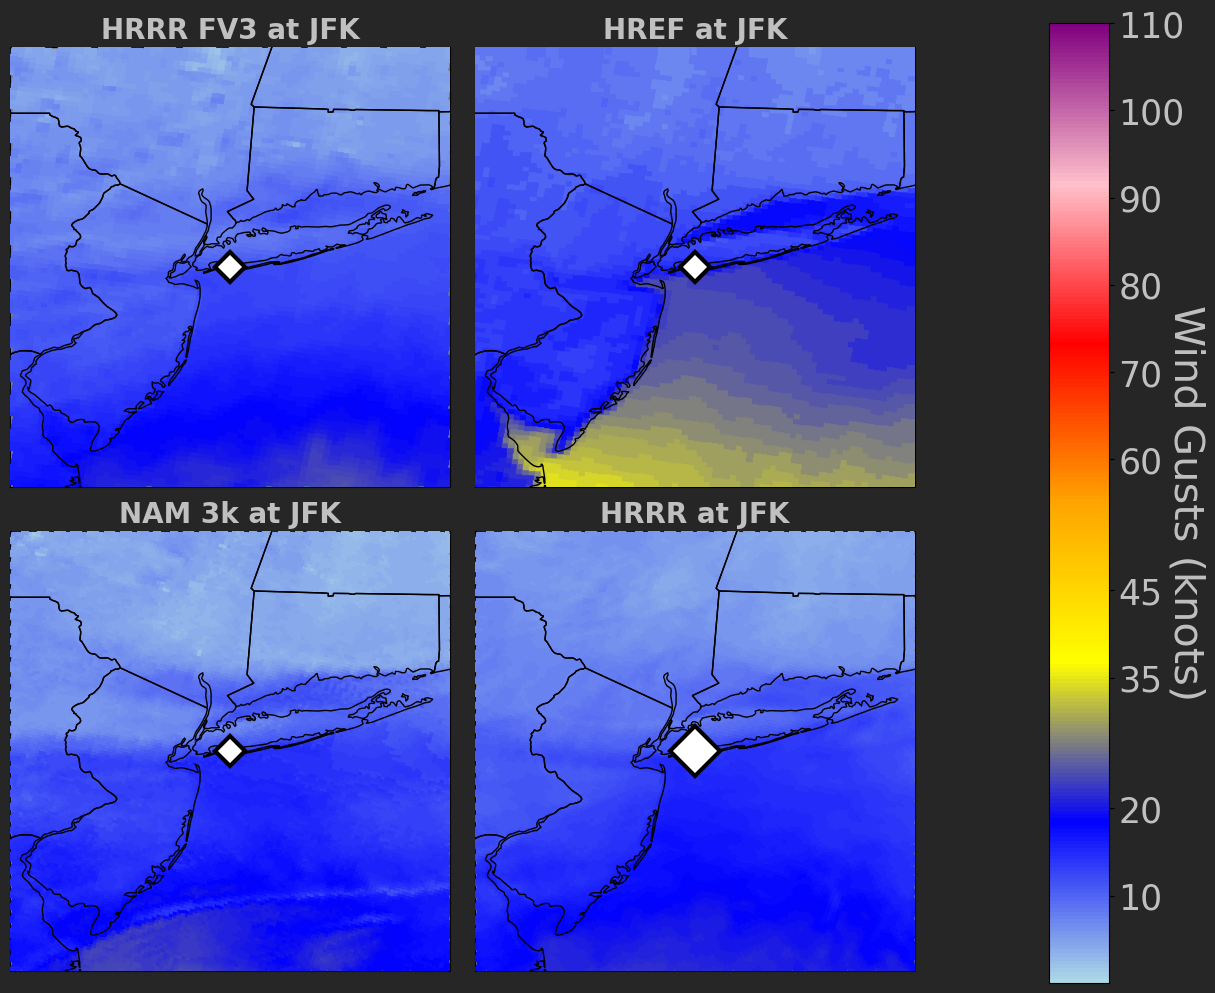 HRRR FV3 at JFK
HREF at JFK
NAM 3k at JFK
HRRR at JFK
110
100
90
80
70
60
45
35
20
10
Wind Gusts (knots)